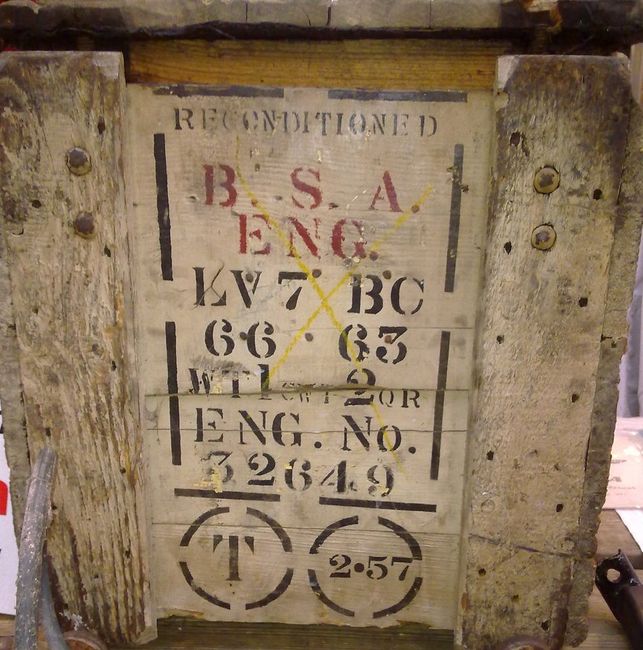 RECONDITIONED
B. S. A.
ENG.
LV7 BC
66 63
WT 1 CWT 2 QR
ENG. No.
32649
T 2.57